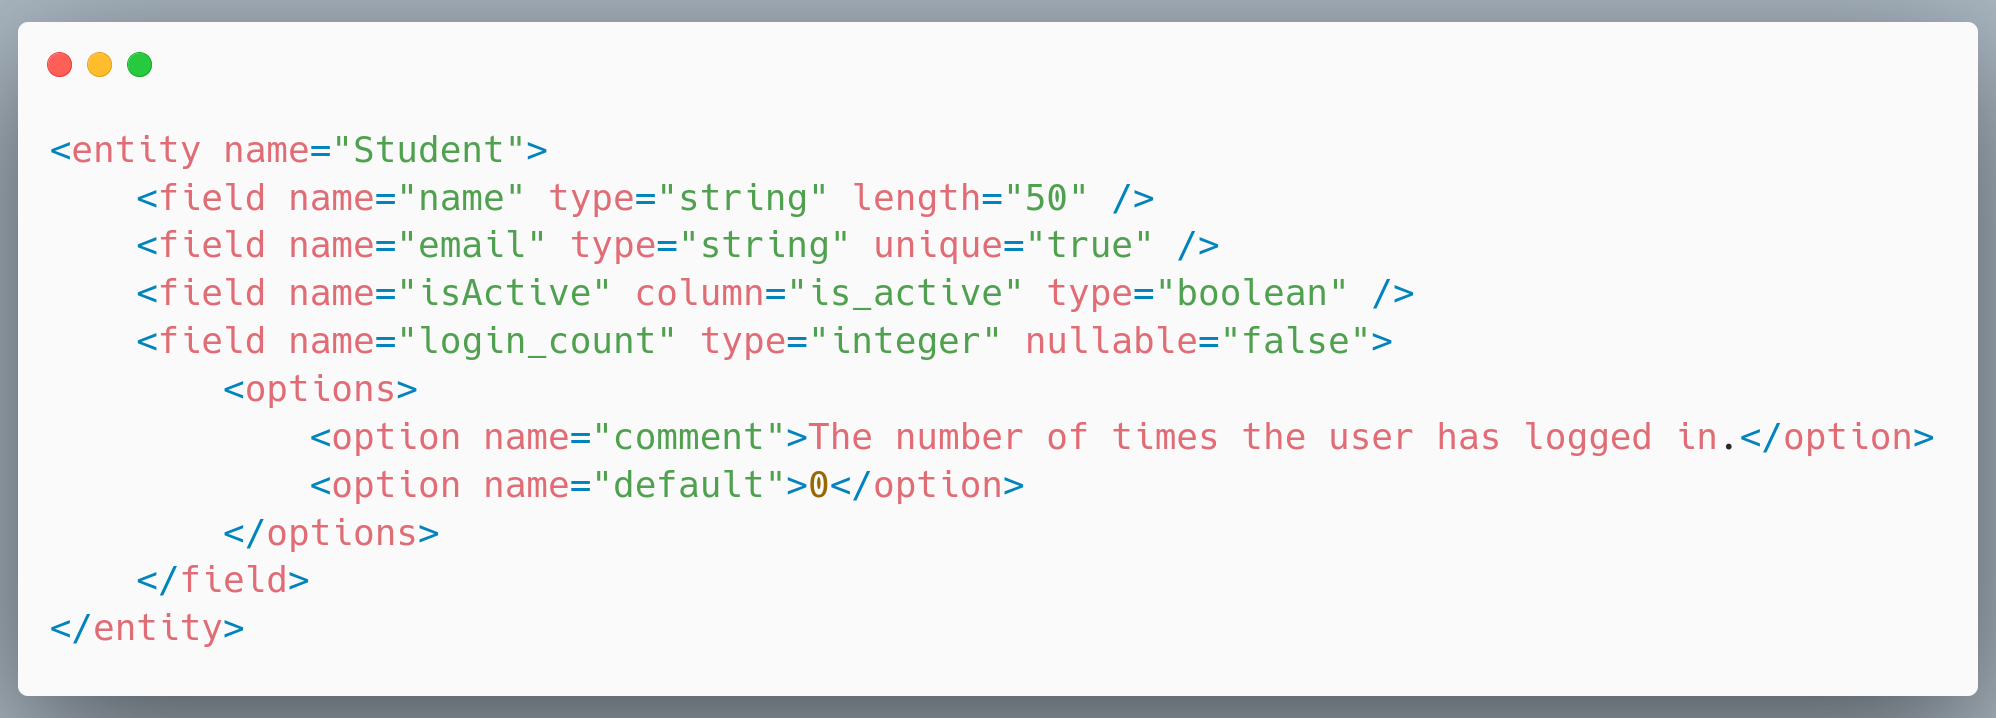 <entity name="Student">
    <field name="name" type="string" length="50" />
    <field name="email" type="string" unique="true" />
    <field name="isActive" column="is_active" type="boolean" />
    <field name="login_count" type="integer" nullable="false">
        <options>
            <option name="comment">The number of times the user has logged in.</option>
            <option name="default">0</option>
        </options>
    </field>
</entity>